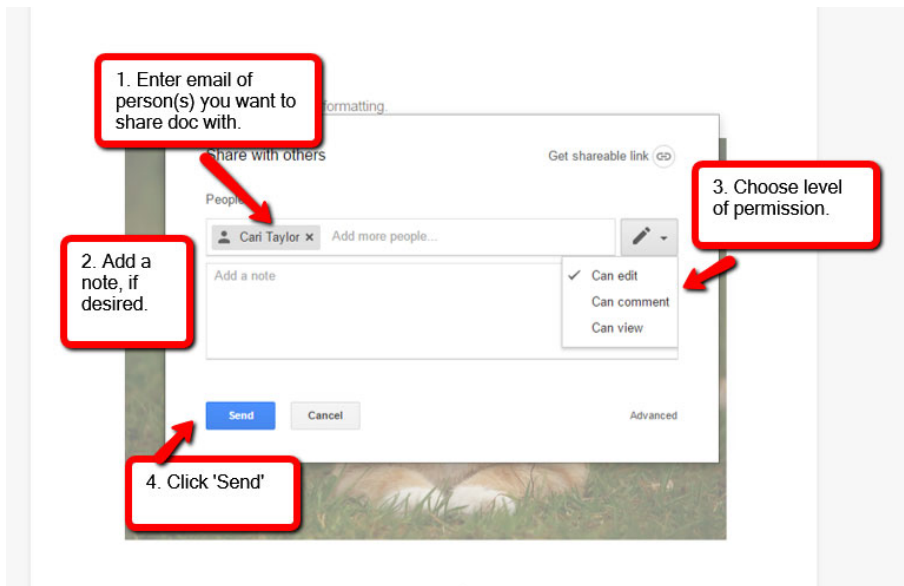 1. Enter email of
person(s) you want to
share doc with.
formatting.
Share with others
Get shareable link
People
Cari Taylor × Add more people...
3. Choose level
of permission.
2. Add a
note, if
desired.
Add a note
Can edit
Can comment
Can view
Send
Cancel
Advanced
4. Click 'Send'